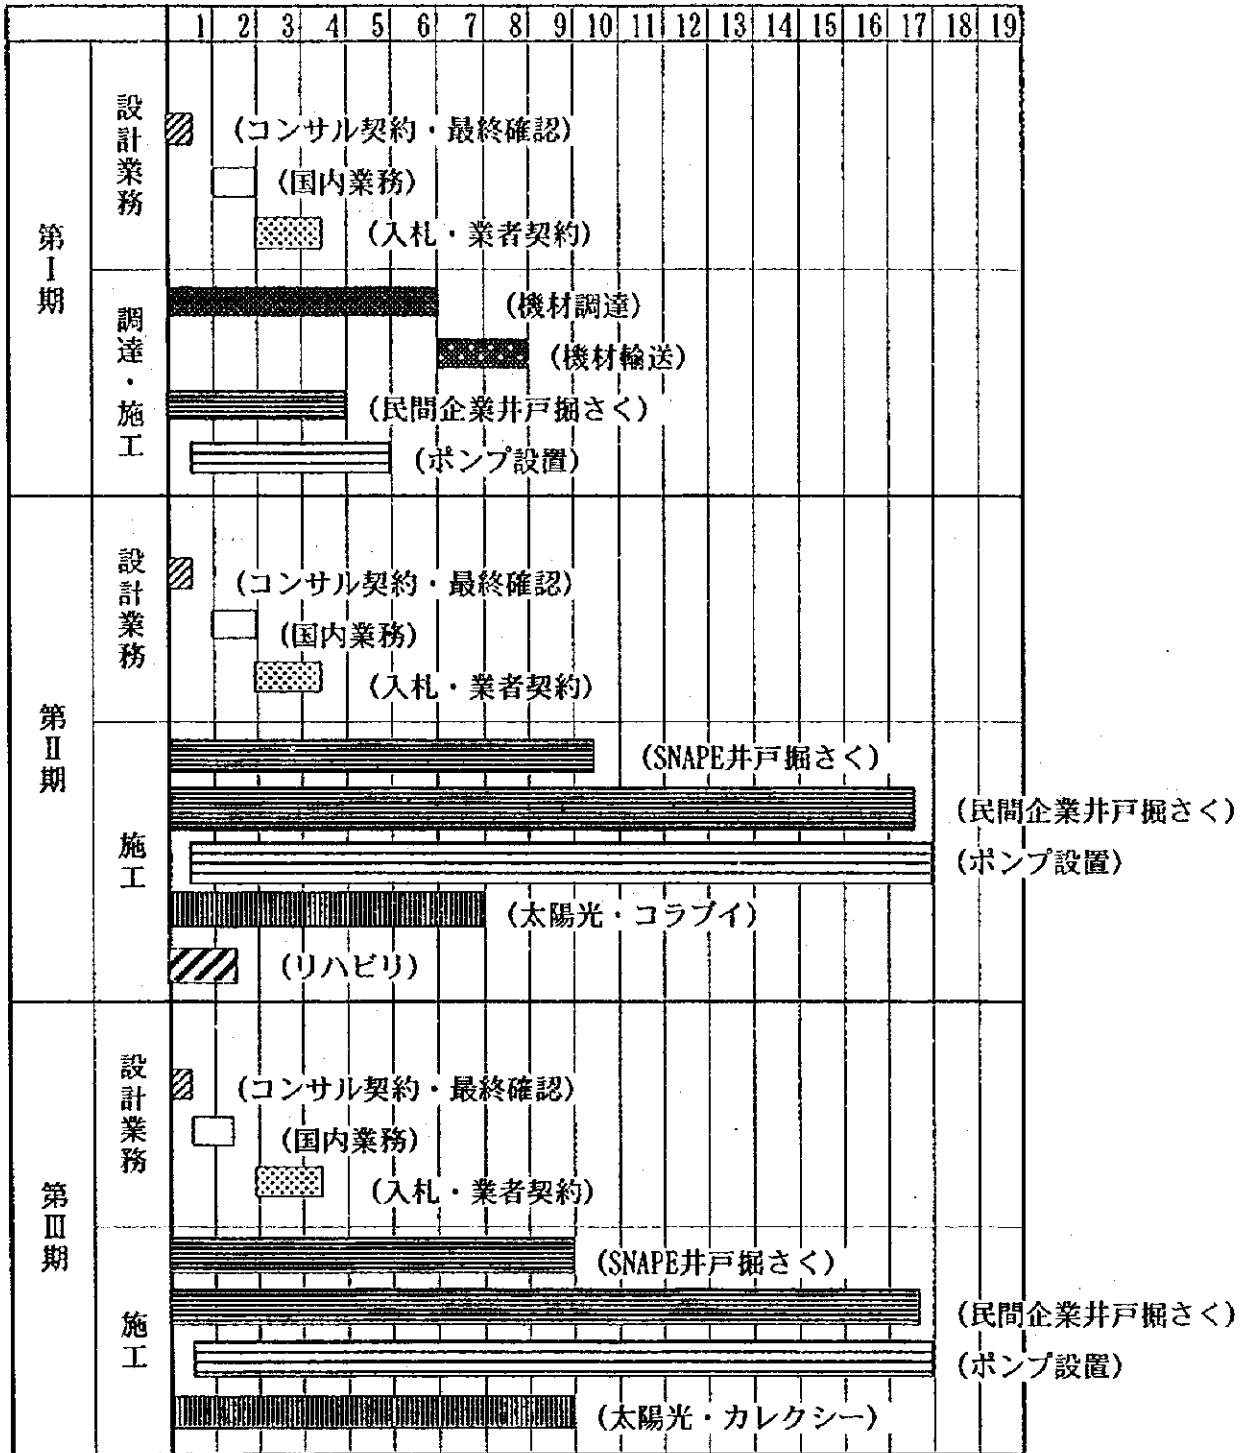 1 2 3 4 5 6 7 8 9 10 11 12 13 14 15 16 17 18 19
第Ⅰ期
設計業務
(コンサル契約・最終確認)
(国内業務)
(入札・業者契約)
調達・施工
(機材調達)
(機材輸送)
(民間企業井戸掘さく)
(ポンプ設置)
第Ⅱ期
設計業務
(コンサル契約・最終確認)
(国内業務)
(入札・業者契約)
施工
(SNAPE井戸掘さく)
(民間企業井戸掘さく)
(ポンプ設置)
(太陽光・コラブイ)
(リハビリ)
第Ⅲ期
設計業務
(コンサル契約・最終確認)
(国内業務)
(入札・業者契約)
施工
(SNAPE井戸掘さく)
(民間企業井戸掘さく)
(ポンプ設置)
(太陽光・カレクシー)